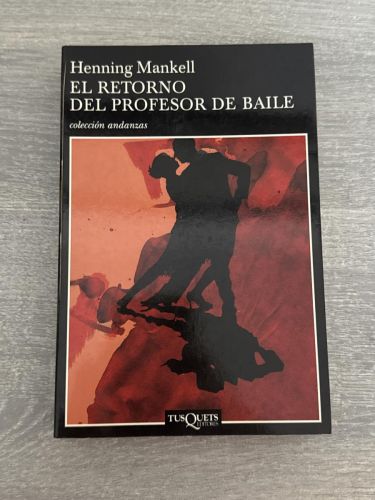 Henning Mankell
EL RETORNO
DEL PROFESOR DE BAILE
colección andanzas
TUSQUETS
EDITORES